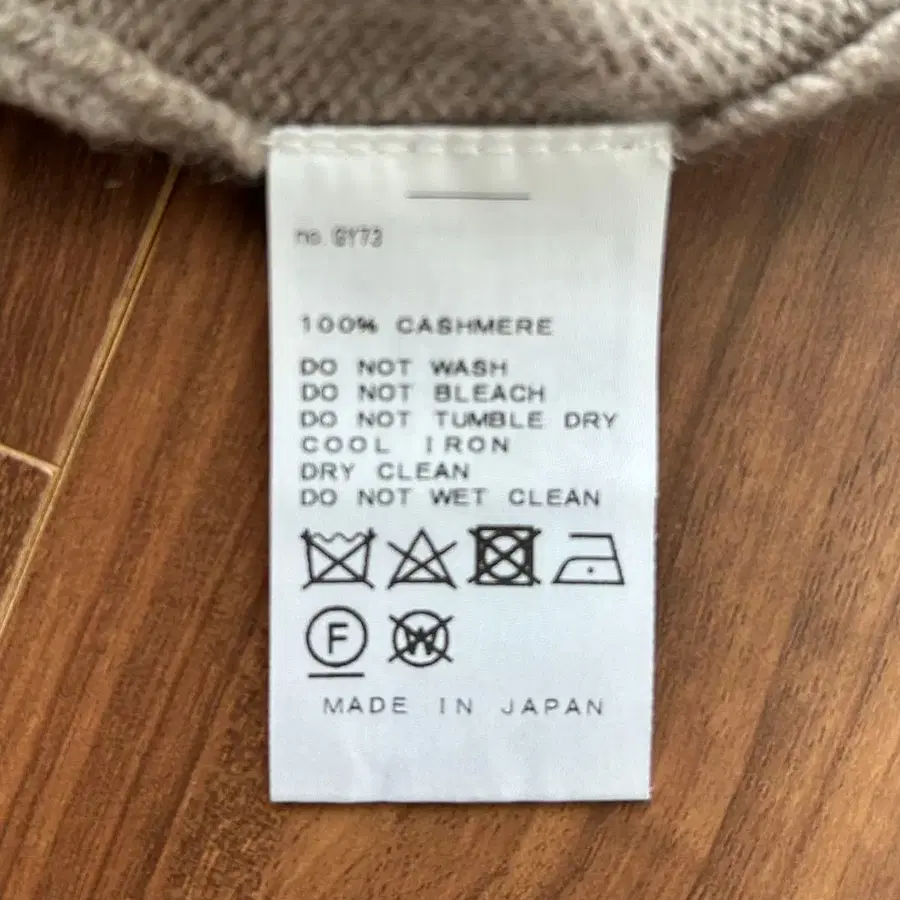 no. GY73
100% CASHMERE
DO NOT WASH
DO NOT BLEACH
DO NOT TUMBLE DRY
COOL IRON
DRY CLEAN
DO NOT WET CLEAN
F W
MADE IN JAPAN